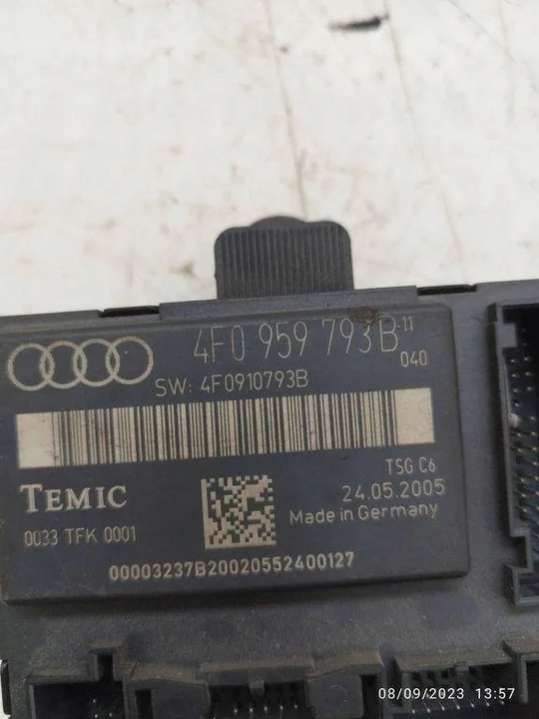 4F0 959 793B 11
040
SW: 4F0910793B
TSG C6
TEMIC
24.05.2005
Made in Germany
0033 TFK 0001
00003237B20020552400127
08/09/2023 13:57